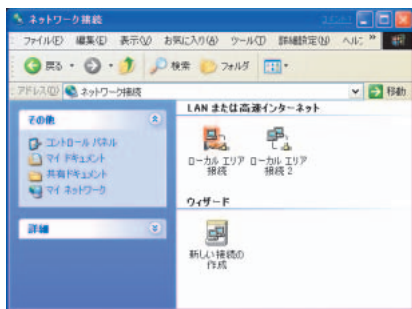 ネットワーク接続
ファイル(F) 編集(E) 表示(V) お気に入り(A) ツール(T) 詳細設定(N) ヘルプ »
戻る 検索 フォルダ
アドレス(D) ネットワーク接続 移動
その他
コントロール パネル
マイ ドキュメント
共有ドキュメント
マイ ネットワーク
詳細
LAN または高速インターネット
ローカル エリア 接続
ローカル エリア 接続 2
ウィザード
新しい接続の
作成